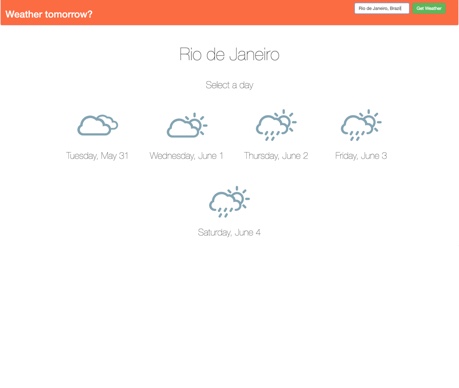 Weather tomorrow?
Rio de Janeiro, Brazil
Get Weather
Rio de Janeiro
Select a day
Tuesday, May 31
Wednesday, June 1
Thursday, June 2
Friday, June 3
Saturday, June 4